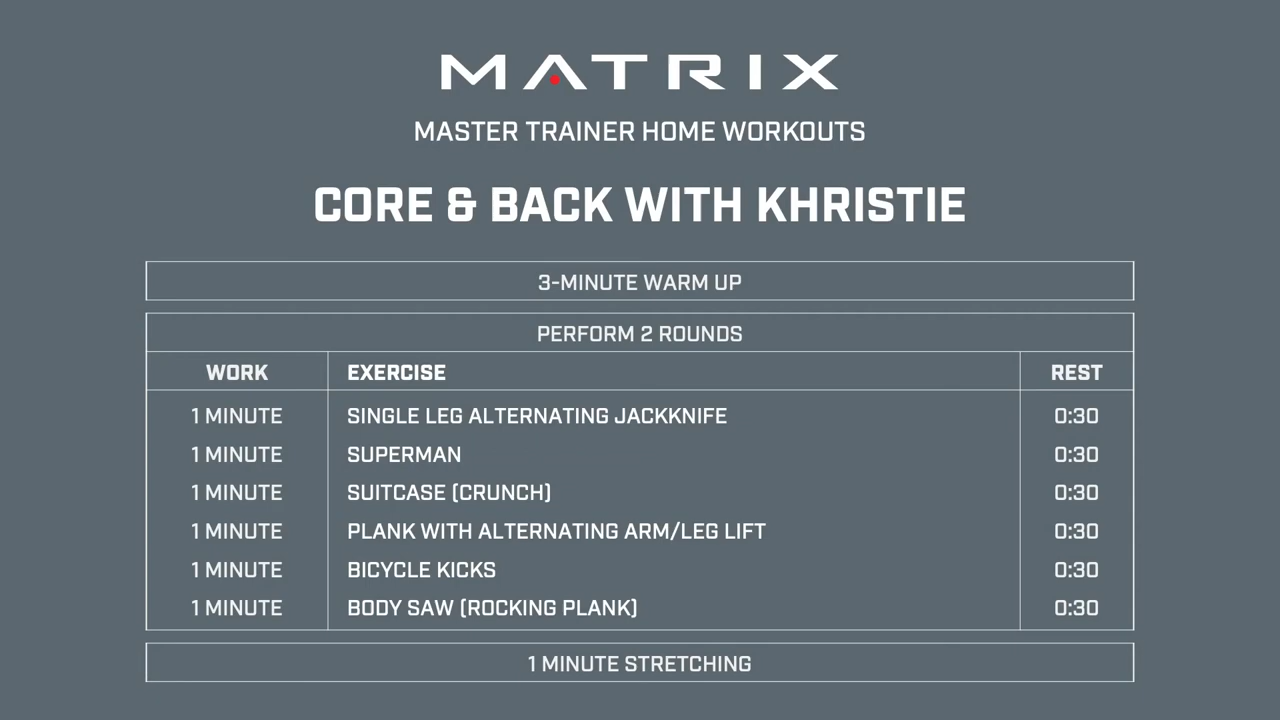 MATRIX
MASTER TRAINER HOME WORKOUTS
CORE & BACK WITH KHRISTIE
3-MINUTE WARM UP
PERFORM 2 ROUNDS
WORK EXERCISE REST
1 MINUTE SINGLE LEG ALTERNATING JACKKNIFE 0:30
1 MINUTE SUPERMAN 0:30
1 MINUTE SUITCASE (CRUNCH) 0:30
1 MINUTE PLANK WITH ALTERNATING ARM/LEG LIFT 0:30
1 MINUTE BICYCLE KICKS 0:30
1 MINUTE BODY SAW (ROCKING PLANK) 0:30
1 MINUTE STRETCHING